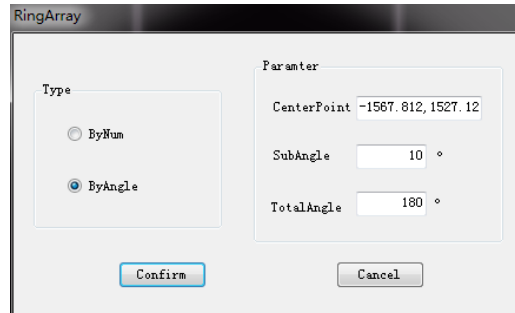 RingArray
Type
ByNum
ByAngle
Paramter
CenterPoint -1567.812,1527.12
SubAngle 10 °
TotalAngle 180 °
Confirm Cancel